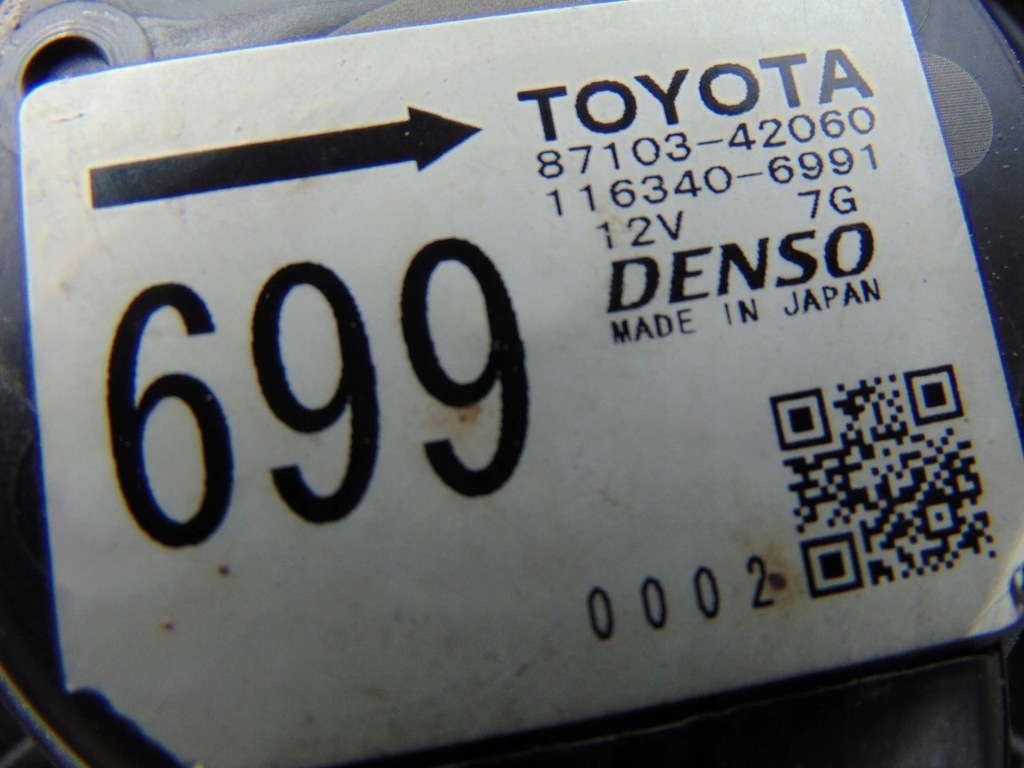 TOYOTA
87103-42060
116340-6991
12V 7G
DENSO
MADE IN JAPAN
699
0002